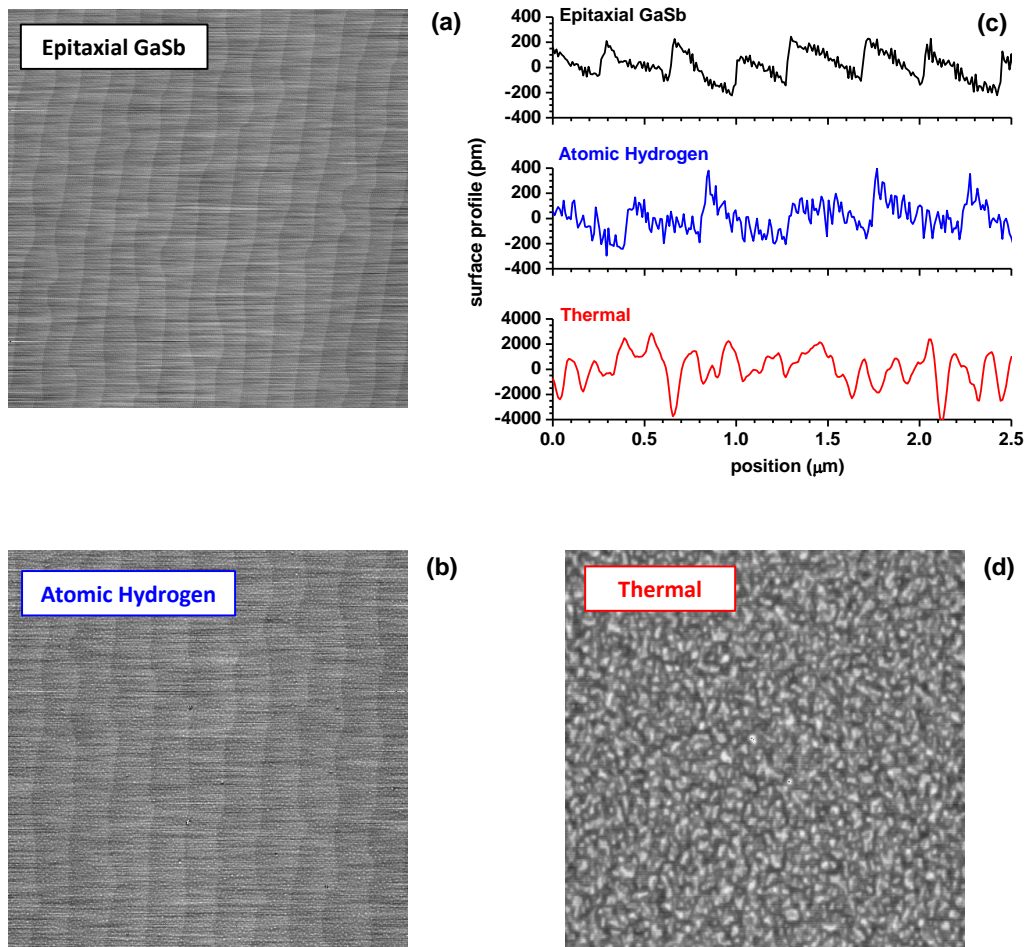 Epitaxial GaSb
(a)
Epitaxial GaSb
(c)
400
200
0
-200
-400
Atomic Hydrogen
400
200
0
-200
-400
Thermal
4000
2000
0
-2000
-4000
0.0 0.5 1.0 1.5 2.0 2.5
position (μm)
surface profile (pm)
Atomic Hydrogen
(b)
Thermal
(d)